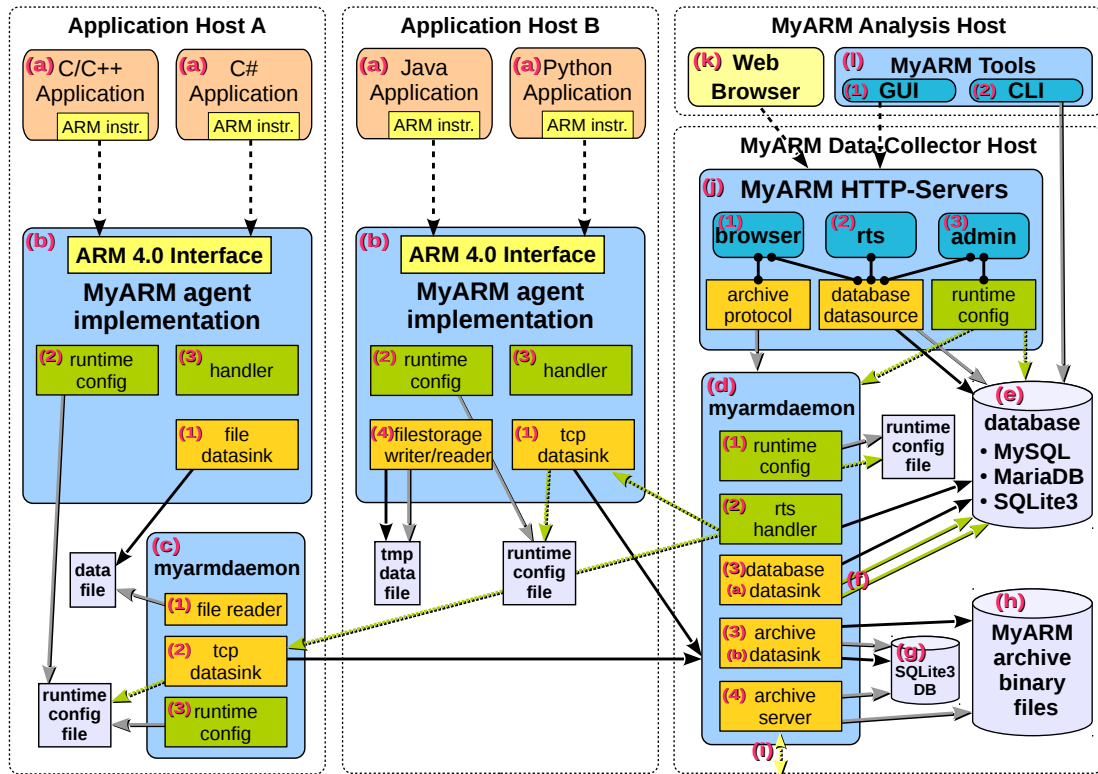 Application Host A
(a)
C/C++
Application
ARM instr.
(a)
C#
Application
ARM instr.
(b)
ARM 4.0 Interface
MyARM agent
implementation
(2) runtime
config
(3)
handler
(1) file
datasink
data
file
(c)
myarmdaemon
(1) file reader
(2) tcp
datasink
(3) runtime
config
runtime
config
file
Application Host B
(a)
Java
Application
ARM instr.
(a)
Python
Application
ARM instr.
(b)
ARM 4.0 Interface
MyARM agent
implementation
(2) runtime
config
(3)
handler
(4) filestorage
writer/reader
(1) tcp
datasink
tmp
data
file
runtime
config
file
MyARM Analysis Host
(k)
Web
Browser
(l)
MyARM Tools
(1) GUI
(2) CLI
MyARM Data-Collector Host
(j)
MyARM HTTP-Servers
(1)
browser
(2)
rts
(3)
admin
archive
protocol
database
datasource
runtime
config
(d)
myarmdaemon
(1) runtime
config
runtime
config
file
(2) rts
handler
(3) database
(a) datasink
(f)
(3) archive
(b) datasink
(4) archive
server
(e)
database
• MySQL
• MariaDB
• SQLite3
(g)
SQLite3
DB
(h)
MyARM
archive
binary
files
(i)